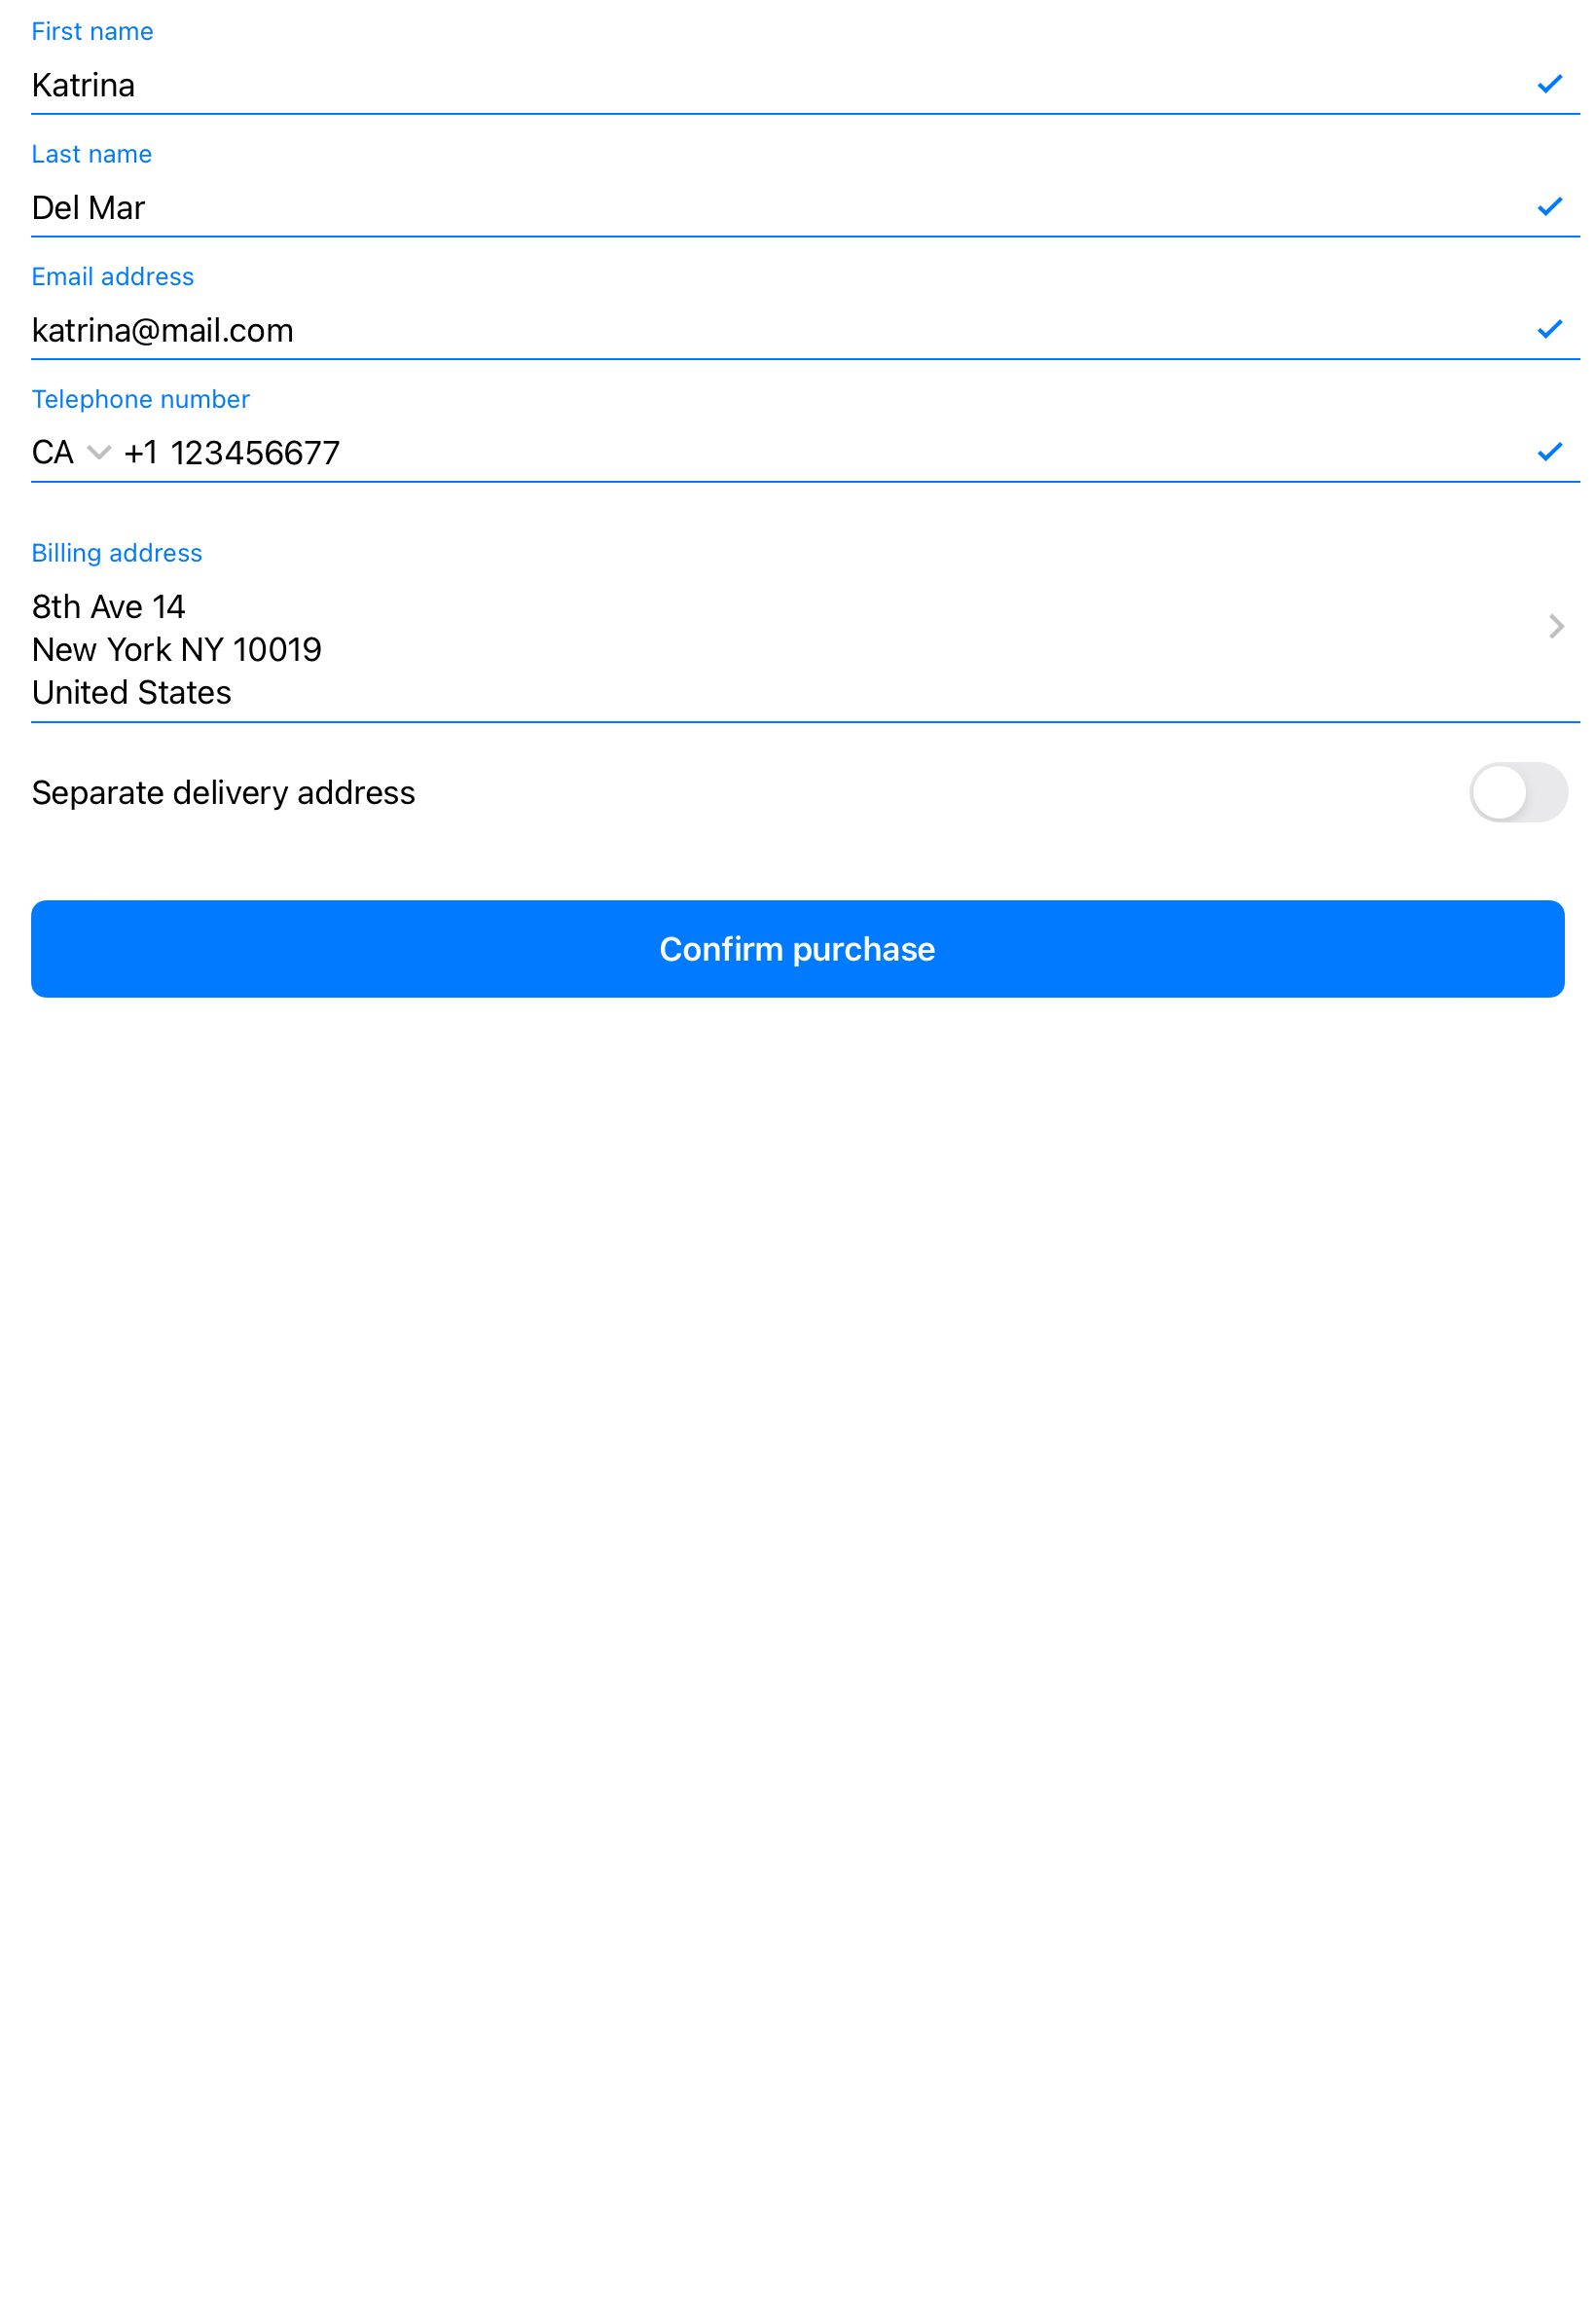 First name
Katrina
Last name
Del Mar
Email address
katrina@mail.com
Telephone number
CA +1 123456677
Billing address
8th Ave 14
New York NY 10019
United States
Separate delivery address
Confirm purchase